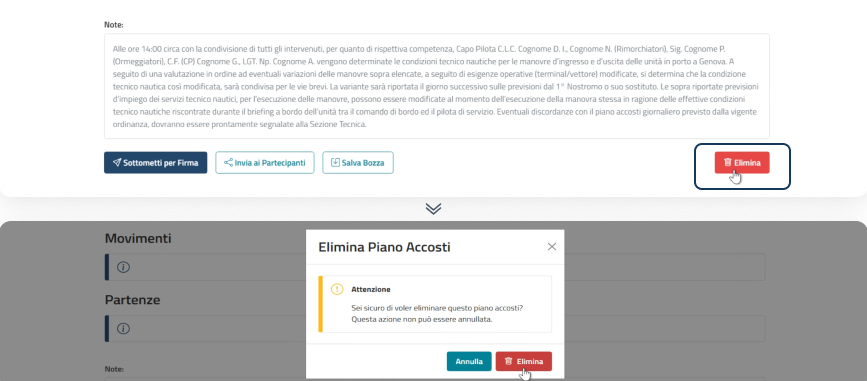 Note:
Alle ore 14:00 circa con la condivisione di tutti gli intervenuti, per quanto di rispettiva competenza, Capo Pilota C.L.C. Cognome D. I., Cognome N. (Rimorchiatori), Sig. Cognome P.
(Ormeggiatori), C.F. (CP) Cognome G., LGT. Np. Cognome A. vengono determinate le condizioni tecnico nautiche per le manovre d'ingresso e d'uscita delle unità in porto a Genova. A
seguito di una valutazione in ordine ad eventuali variazioni delle manovre sopra elencate, a seguito di esigenze operative (terminal/vettore) modificate, si determina che la condizione
tecnico nautica così modificata, sarà condivisa per le vie brevi. La variante sarà riportata il giorno successivo sulle previsioni dal 1° Nostromo o suo sostituto. Le sopra riportate previsioni
d'impiego dei servizi tecnico nautici, per l'esecuzione delle manovre, possono essere modificate al momento dell'esecuzione della manovra stessa in ragione delle effettive condizioni
tecnico nautiche riscontrate durante il briefing a bordo dell'unità tra il comando di bordo ed il pilota di servizio. Eventuali discordanze con il piano accosti giornaliero previsto dalla vigente
ordinanza, dovranno essere prontamente segnalate alla Sezione Tecnica.
Sottometti per Firma
Invia ai Partecipanti
Salva Bozza
Elimina
Movimenti
Partenze
Note:
Elimina Piano Accosti
Attenzione
Sei sicuro di voler eliminare questo piano accosti?
Questa azione non può essere annullata.
Annulla
Elimina